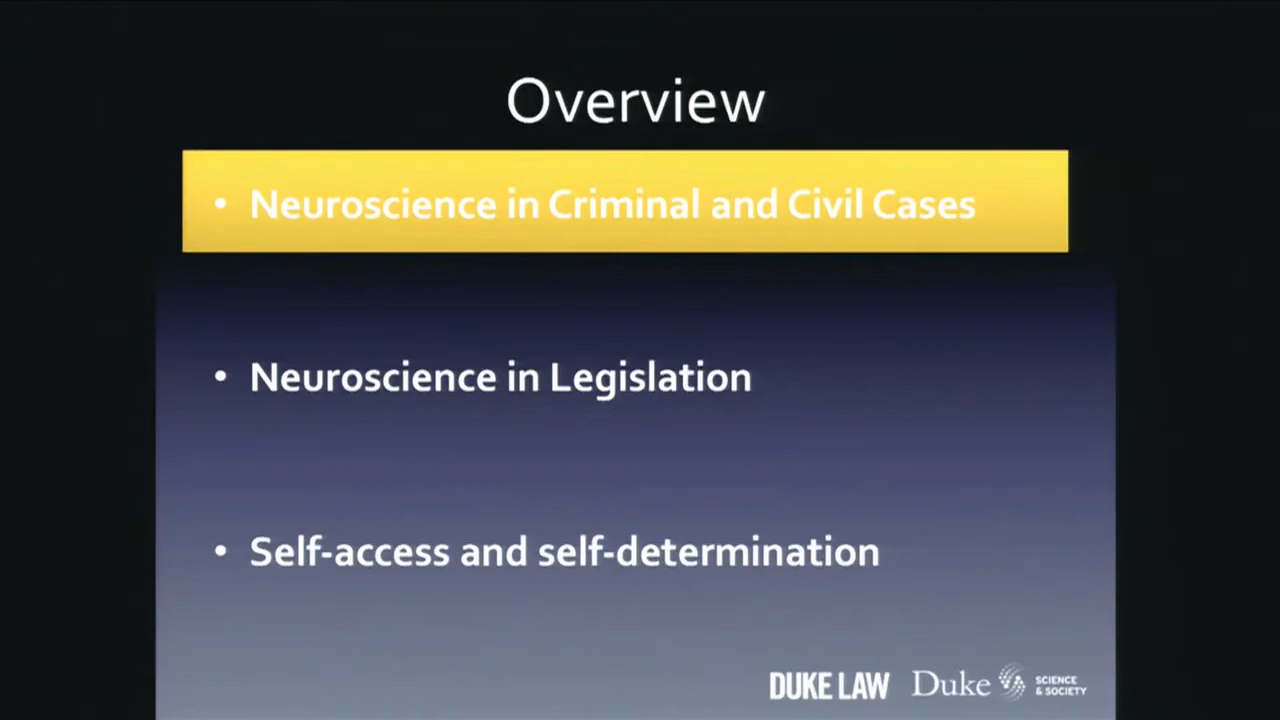 Overview
• Neuroscience in Criminal and Civil Cases
• Neuroscience in Legislation
• Self-access and self-determination
DUKE LAW Duke SCIENCE & SOCIETY